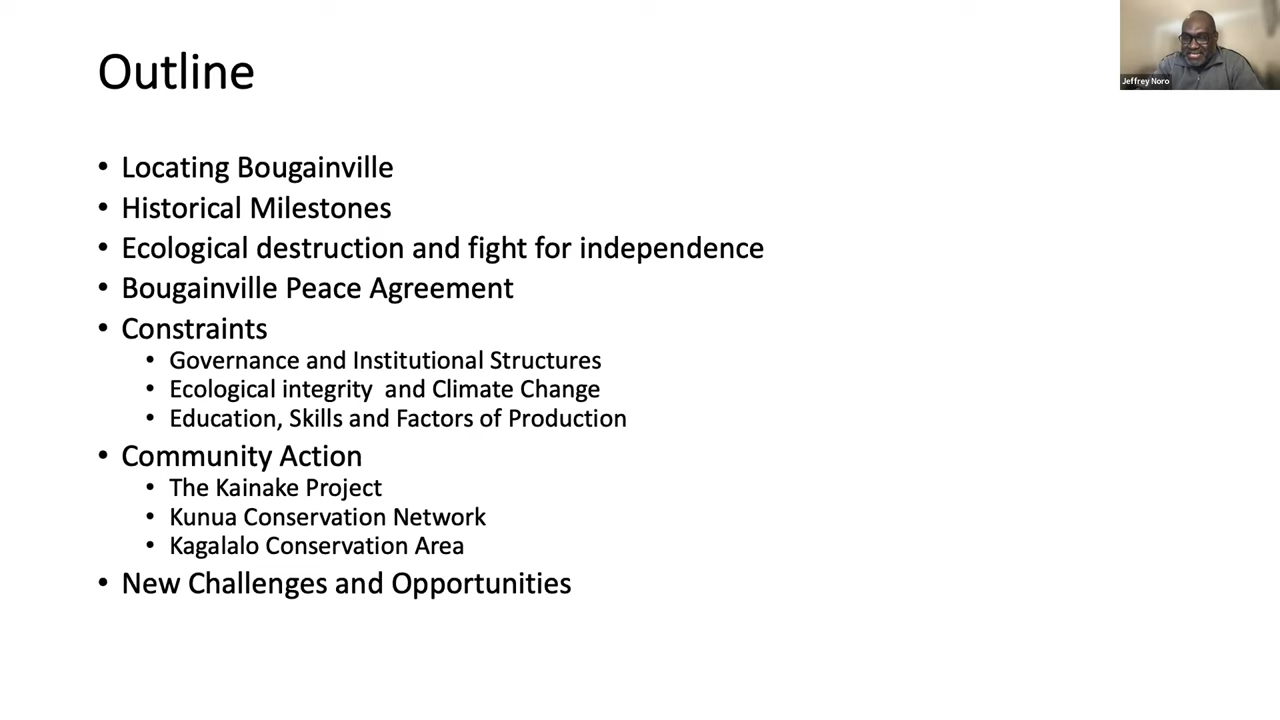 Outline
Jeffrey Noro
• Locating Bougainville
• Historical Milestones
• Ecological destruction and fight for independence
• Bougainville Peace Agreement
• Constraints
• Governance and Institutional Structures
• Ecological integrity  and Climate Change
• Education, Skills and Factors of Production
• Community Action
• The Kainake Project
• Kunua Conservation Network
• Kagalalo Conservation Area
• New Challenges and Opportunities